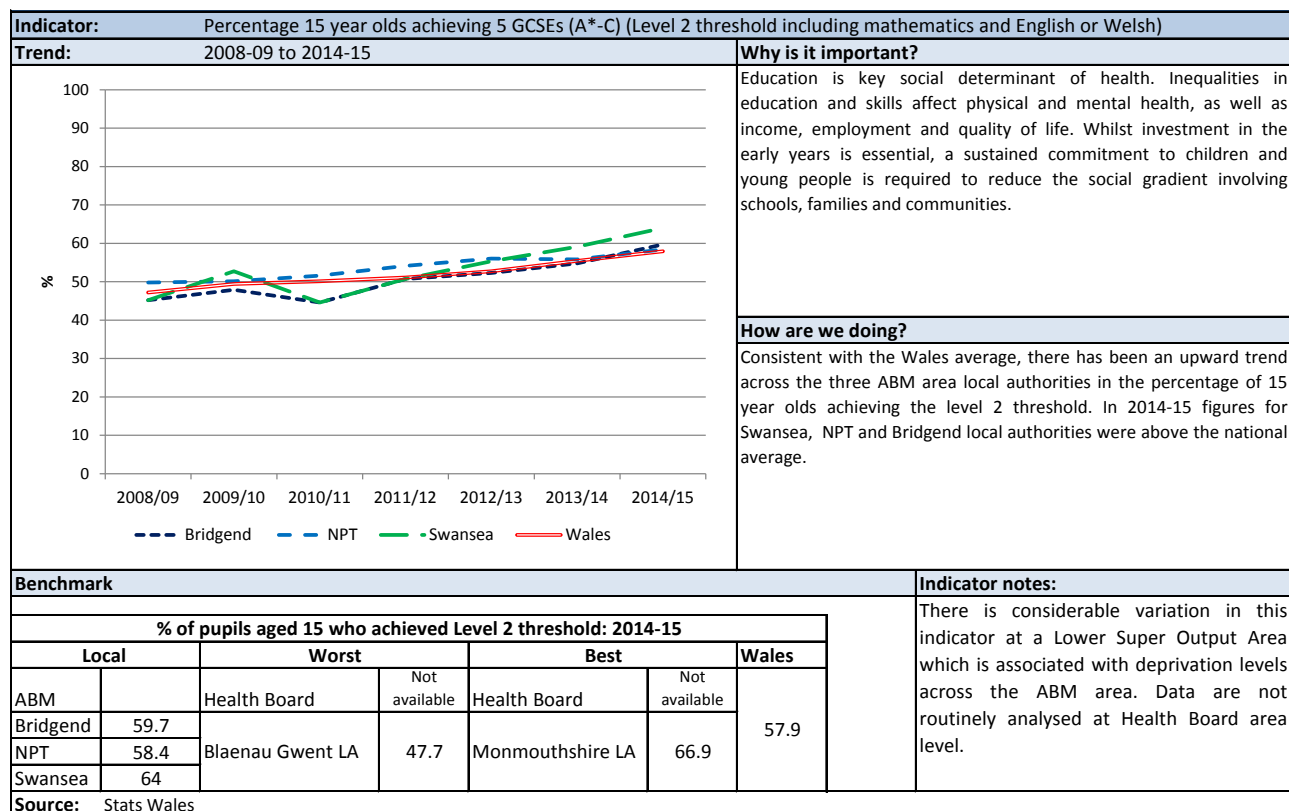 Indicator: Percentage 15 year olds achieving 5 GCSEs (A*-C) (Level 2 threshold including mathematics and English or Welsh)
Trend: 2008-09 to 2014-15
Why is it important?
Education is key social determinant of health. Inequalities in
education and skills affect physical and mental health, as well as
income, employment and quality of life. Whilst investment in the
early years is essential, a sustained commitment to children and
young people is required to reduce the social gradient involving
schools, families and communities.
100
90
80
70
60
50
40
30
20
10
0
%
2008/09 2009/10 2010/11 2011/12 2012/13 2013/14 2014/15
Bridgend NPT Swansea Wales
How are we doing?
Consistent with the Wales average, there has been an upward trend
across the three ABM area local authorities in the percentage of 15
year olds achieving the level 2 threshold. In 2014-15 figures for
Swansea, NPT and Bridgend local authorities were above the national
average.
Benchmark
% of pupils aged 15 who achieved Level 2 threshold: 2014-15
Local Worst Best Wales
ABM Health Board Not available Health Board Not available
Bridgend 59.7
NPT 58.4 Blaenau Gwent LA 47.7 Monmouthshire LA 66.9 57.9
Swansea 64
Indicator notes:
There is considerable variation in this
indicator at a Lower Super Output Area
which is associated with deprivation levels
across the ABM area. Data are not
routinely analysed at Health Board area
level.
Source: Stats Wales